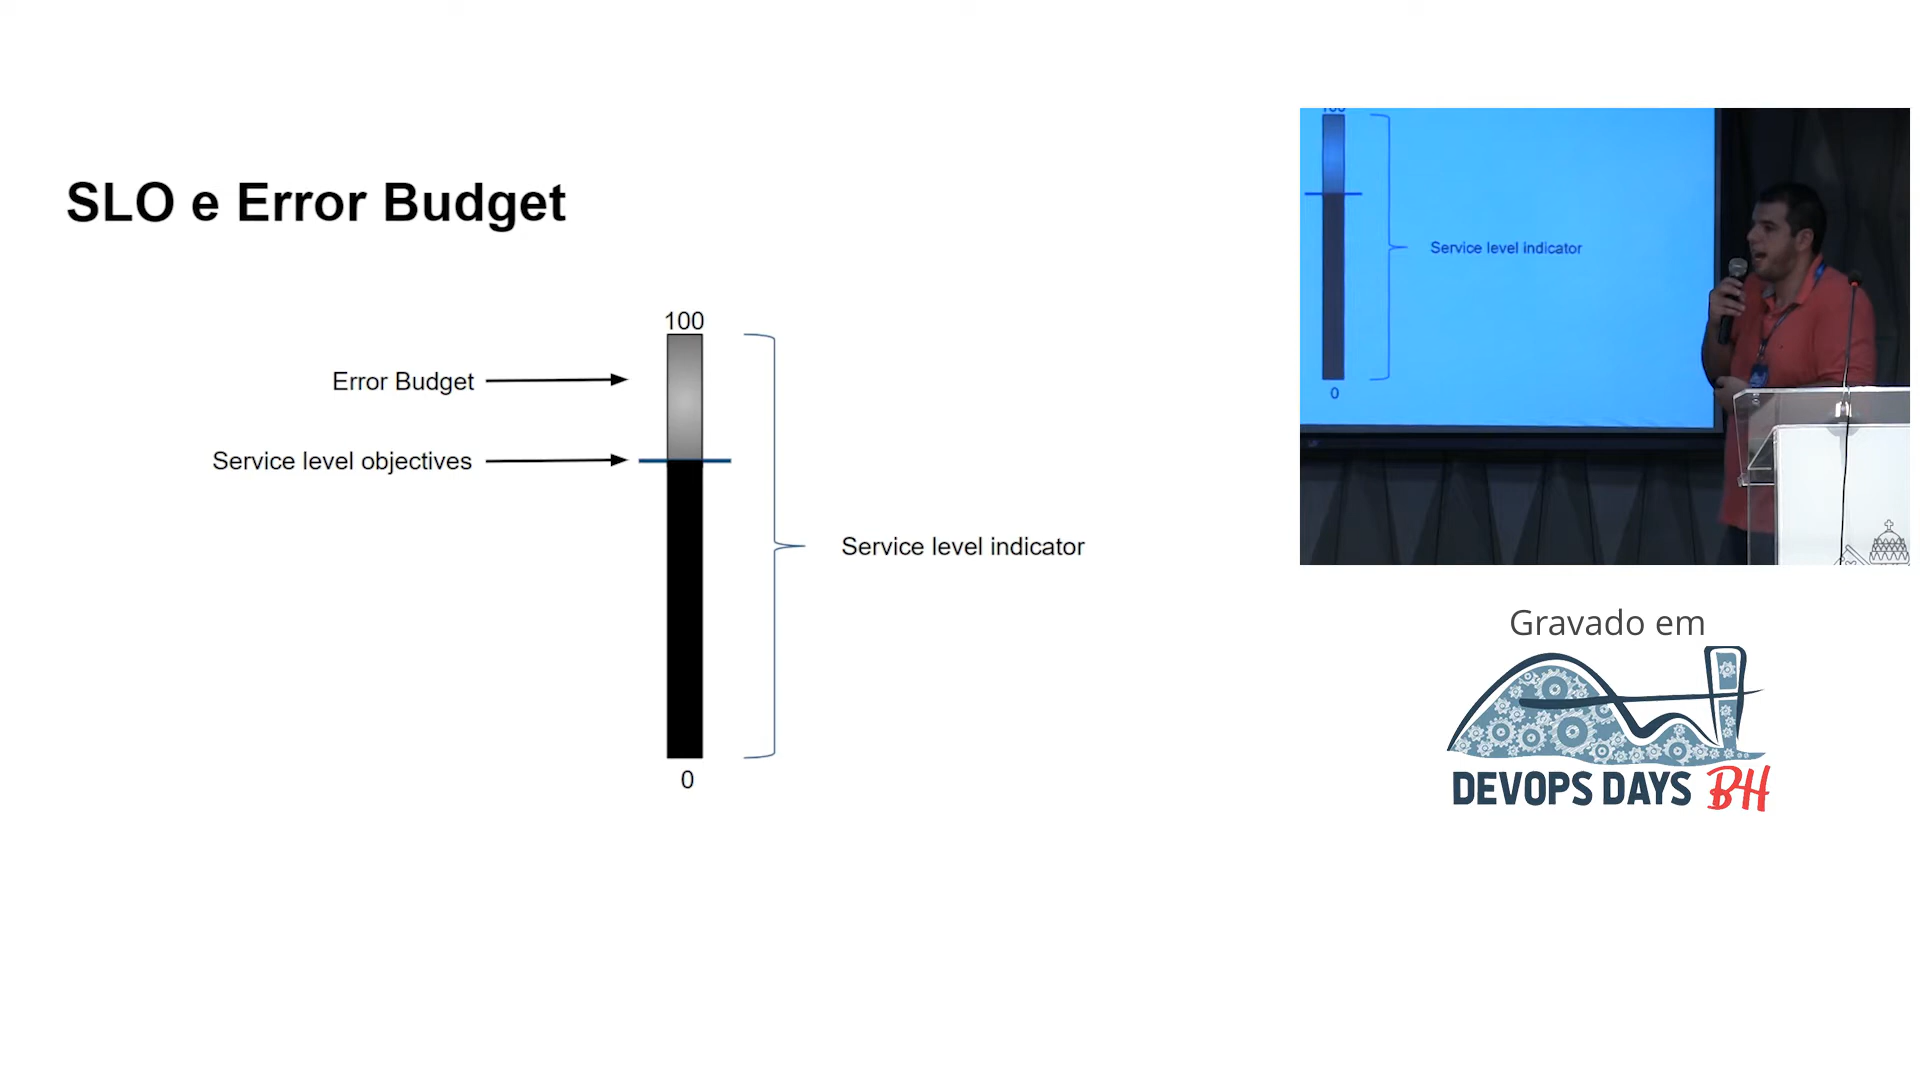 SLO e Error Budget
100
Error Budget
Service level objectives
Service level indicator
0
Service level indicator
0
Gravado em
DEVOPS DAYS BH